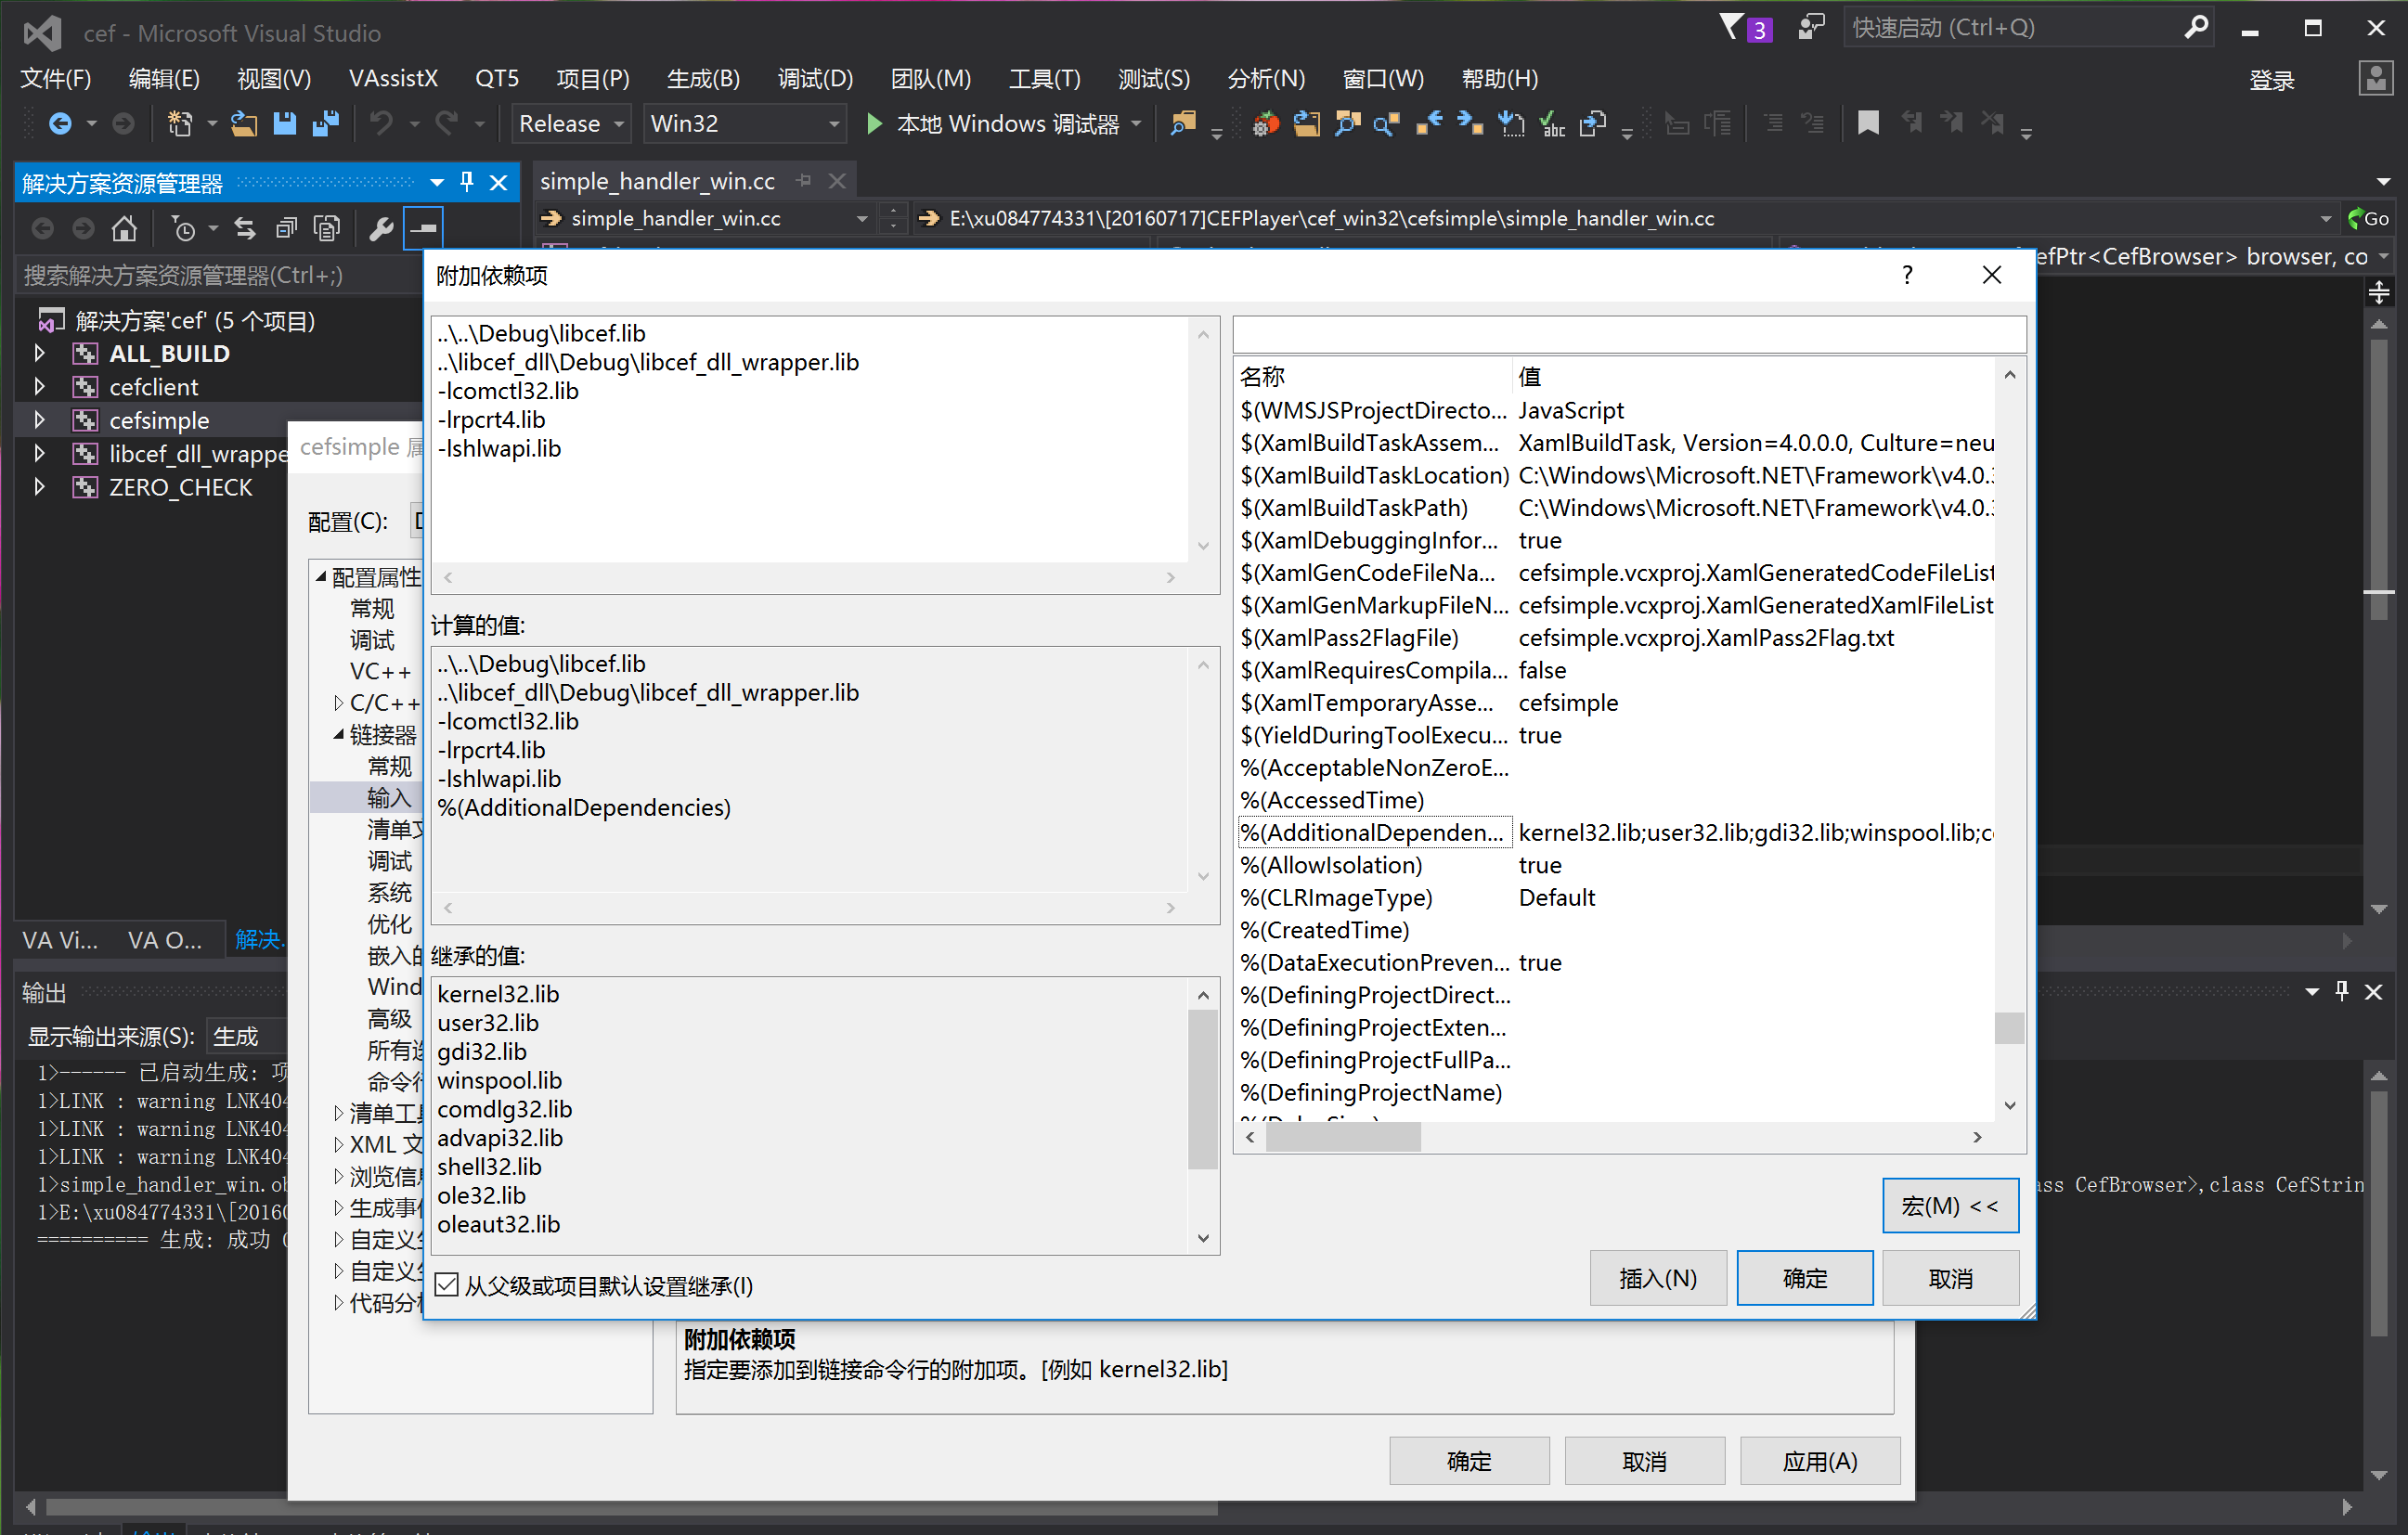 cef - Microsoft Visual Studio
3
快速启动 (Ctrl+Q)
文件(F) 编辑(E) 视图(V) VAssistX QT5 项目(P) 生成(B) 调试(D) 团队(M) 工具(T) 测试(S) 分析(N) 窗口(W) 帮助(H)
登录
Release Win32 本地 Windows 调试器
解决方案资源管理器
simple_handler_win.cc
simple_handler_win.cc
E:\xu084774331\[20160717]CEFPlayer\cef_win32\cefsimple\simple_handler_win.cc
Go
efPtr<CefBrowser> browser, co
搜索解决方案资源管理器(Ctrl+;)
解决方案'cef' (5 个项目)
ALL_BUILD
cefclient
cefsimple
libcef_dll_wrappe
ZERO_CHECK
VA Vi... VA O... 解决.
输出
显示输出来源(S): 生成
1>------ 已启动生成: 项
1>LINK : warning LNK404
1>LINK : warning LNK404
1>LINK : warning LNK404
1>simple_handler_win.ob
ass CefBrowser>,class CefStrin
1>E:\xu084774331\[20160
========== 生成: 成功
cefsimple 属
配置(C):
配置属性
常规
调试
VC++
C/C++
链接器
常规
输入
清单文
调试
系统
优化
嵌入的
Wind
高级
所有选
命令行
清单工具
XML 文
浏览信息
生成事件
自定义生
自定义生
代码分析
附加依赖项
..\..\Debug\libcef.lib
..\libcef_dll\Debug\libcef_dll_wrapper.lib
-lcomctl32.lib
-lrpcrt4.lib
-lshlwapi.lib
计算的值:
..\..\Debug\libcef.lib
..\libcef_dll\Debug\libcef_dll_wrapper.lib
-lcomctl32.lib
-lrpcrt4.lib
-lshlwapi.lib
%(AdditionalDependencies)
继承的值:
kernel32.lib
user32.lib
gdi32.lib
winspool.lib
comdlg32.lib
advapi32.lib
shell32.lib
ole32.lib
oleaut32.lib
从父级或项目默认设置继承(I)
名称 值
$(WMSJSProjectDirecto... JavaScript
$(XamlBuildTaskAssem... XamlBuildTask, Version=4.0.0.0, Culture=neu
$(XamlBuildTaskLocation) C:\Windows\Microsoft.NET\Framework\v4.0.3
$(XamlBuildTaskPath) C:\Windows\Microsoft.NET\Framework\v4.0.3
$(XamlDebuggingInfor... true
$(XamlGenCodeFileNa... cefsimple.vcxproj.XamlGeneratedCodeFileList
$(XamlGenMarkupFileN... cefsimple.vcxproj.XamlGeneratedXamlFileList
$(XamlPass2FlagFile) cefsimple.vcxproj.XamlPass2Flag.txt
$(XamlRequiresCompila... false
$(XamlTemporaryAsse... cefsimple
$(YieldDuringToolExecu... true
%(AcceptableNonZeroE...
%(AccessedTime)
%(AdditionalDependen... kernel32.lib;user32.lib;gdi32.lib;winspool.lib;c
%(AllowIsolation) true
%(CLRImageType) Default
%(CreatedTime)
%(DataExecutionPreven... true
%(DefiningProjectDirect...
%(DefiningProjectExten...
%(DefiningProjectFullPa...
%(DefiningProjectName)
宏(M) <<
插入(N) 确定 取消
附加依赖项
指定要添加到链接命令行的附加项。[例如 kernel32.lib]
确定 取消 应用(A)